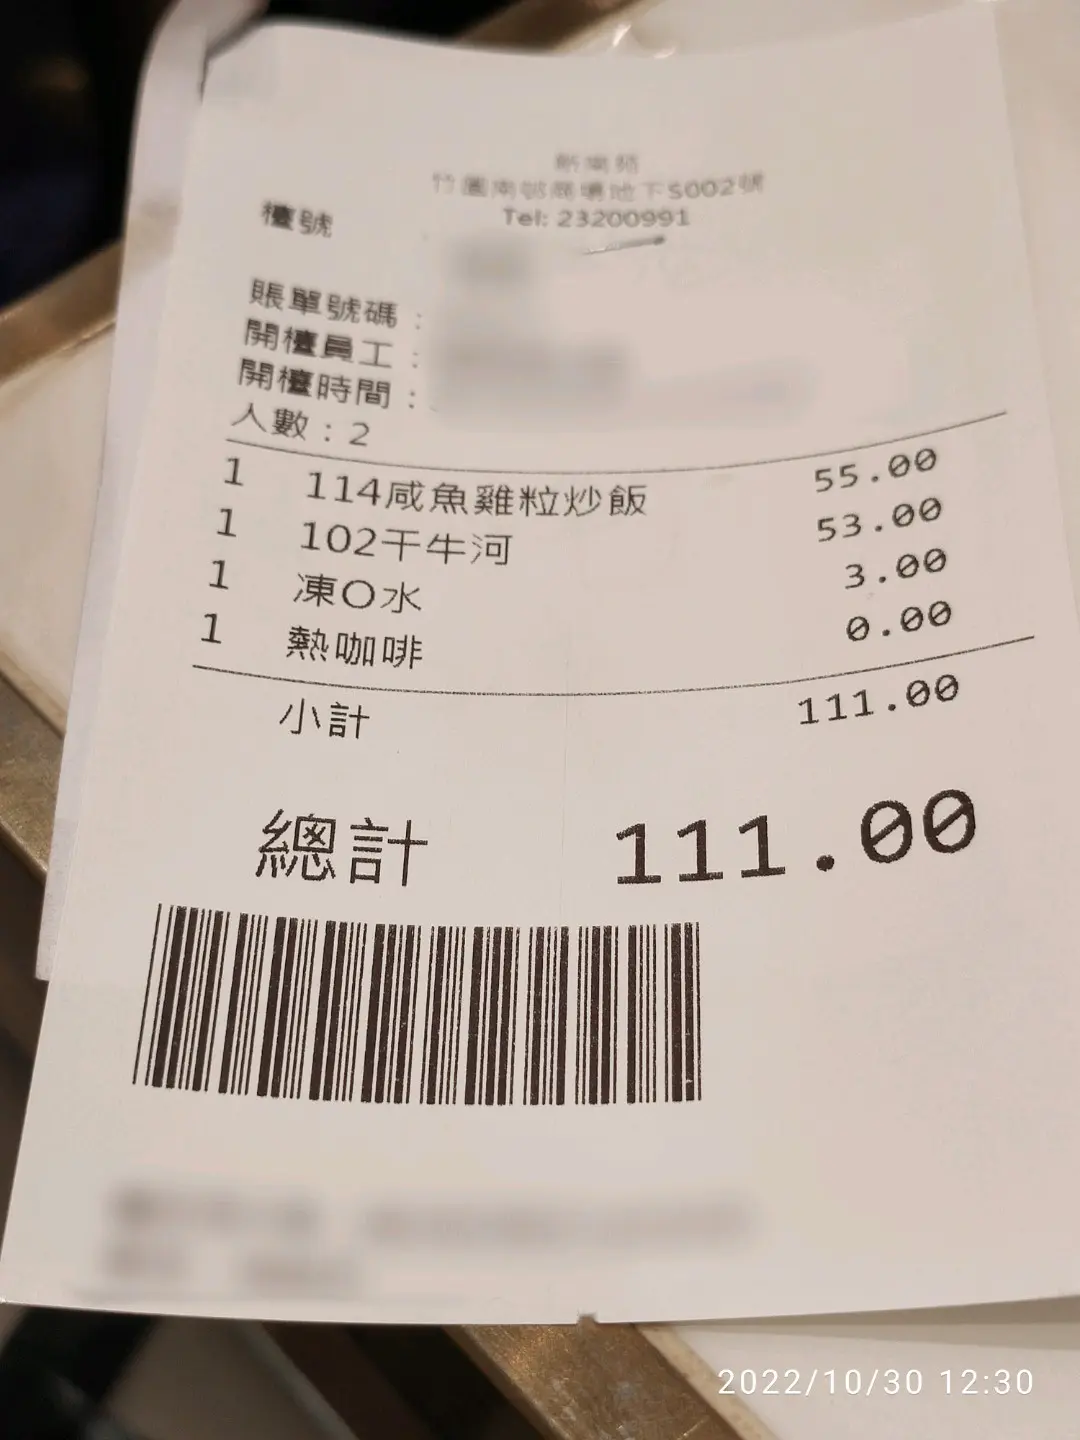 新南苑
竹園南邨商場地下S002號
Tel: 23200991
檯號
賬單號碼 :
開檯員工 :
開檯時間 :
人數 : 2
1 114咸魚雞粒炒飯 55.00
1 102干牛河 53.00
1 凍O水 3.00
1 熱咖啡 0.00
小計 111.00
總計 111.00
2022/10/30 12:30